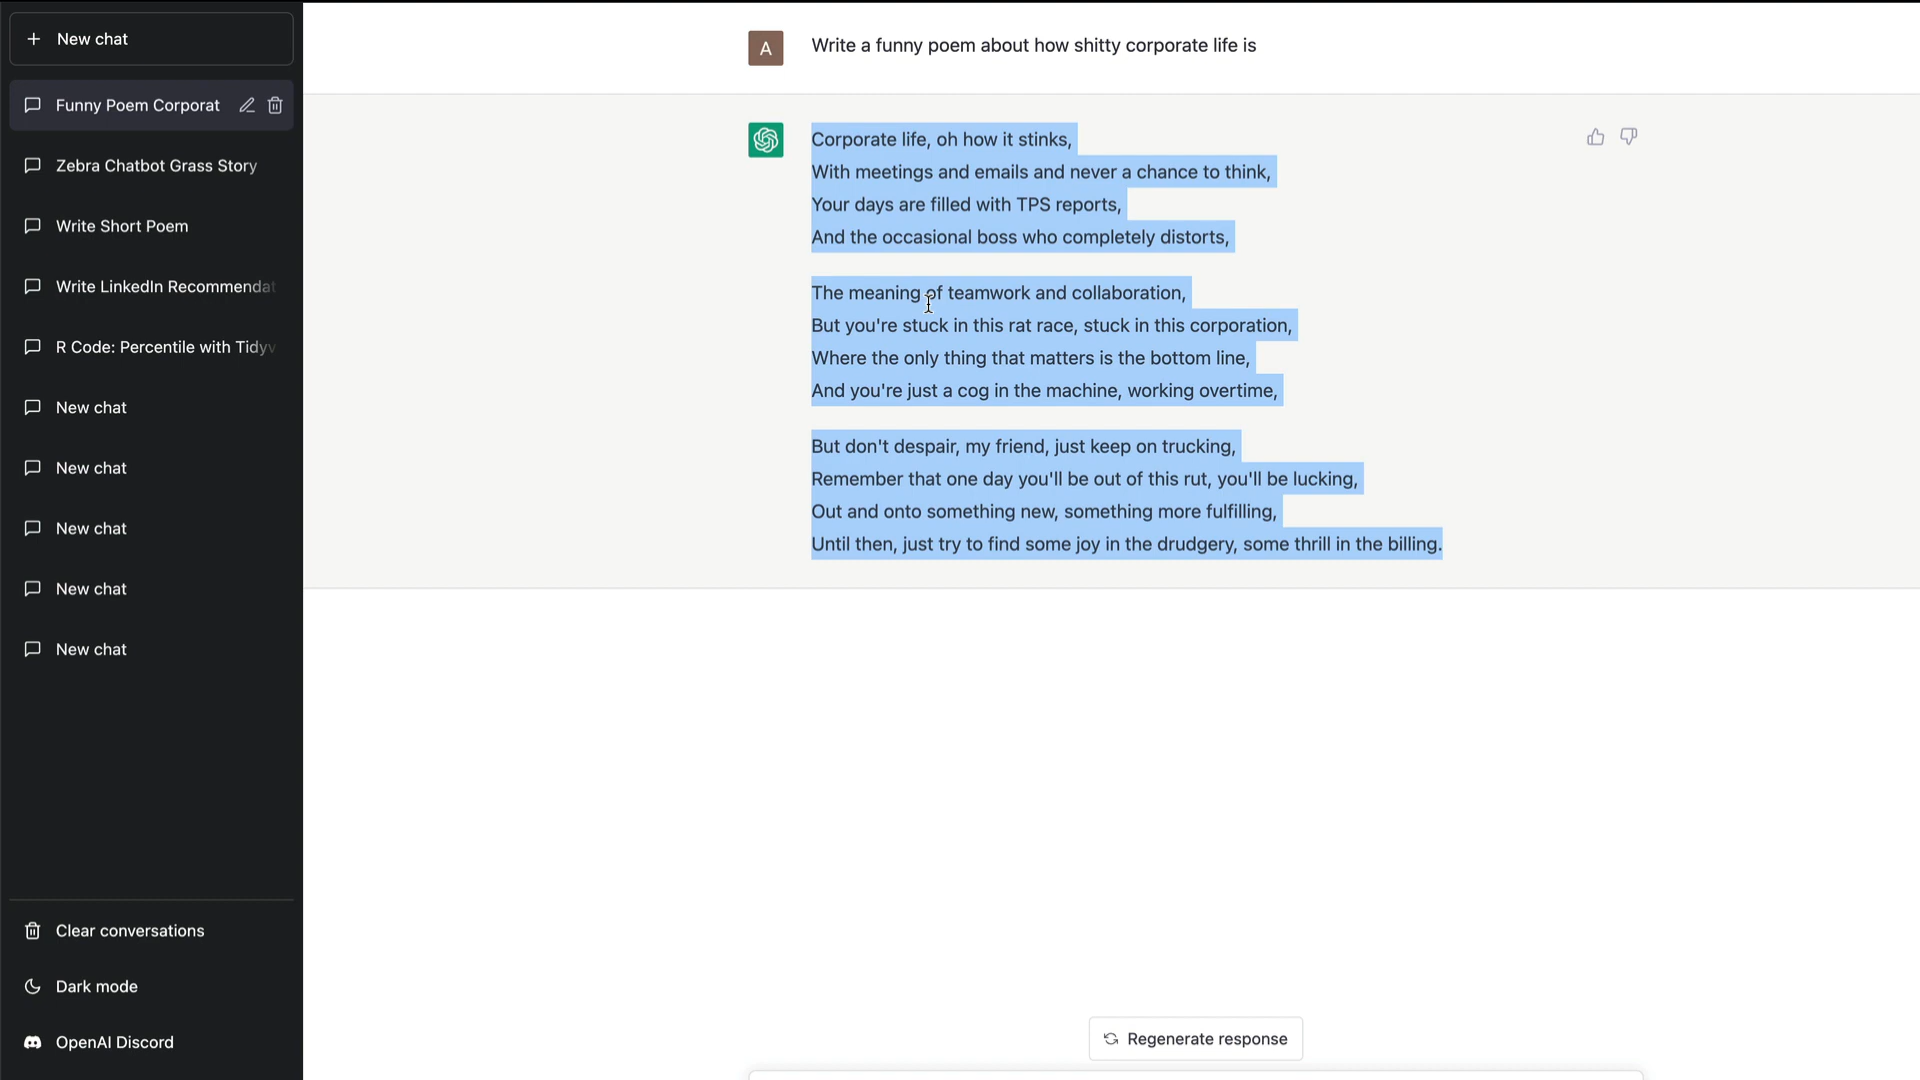 New chat
Funny Poem Corporat
Zebra Chatbot Grass Story
Write Short Poem
Write LinkedIn Recommendat
R Code: Percentile with Tidyv
New chat
New chat
New chat
New chat
New chat
Clear conversations
Dark mode
OpenAI Discord
A
Write a funny poem about how shitty corporate life is
Corporate life, oh how it stinks,
With meetings and emails and never a chance to think,
Your days are filled with TPS reports,
And the occasional boss who completely distorts,
The meaning of teamwork and collaboration,
But you're stuck in this rat race, stuck in this corporation,
Where the only thing that matters is the bottom line,
And you're just a cog in the machine, working overtime,
But don't despair, my friend, just keep on trucking,
Remember that one day you'll be out of this rut, you'll be lucking,
Out and onto something new, something more fulfilling,
Until then, just try to find some joy in the drudgery, some thrill in the billing.
Regenerate response